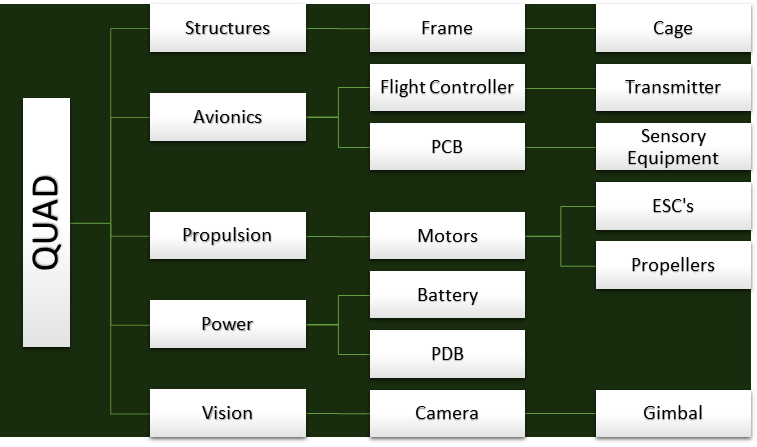 QUAD
Structures
Frame
Cage
Avionics
Flight Controller
Transmitter
PCB
Sensory
Equipment
Propulsion
Motors
ESC's
Propellers
Power
Battery
PDB
Vision
Camera
Gimbal